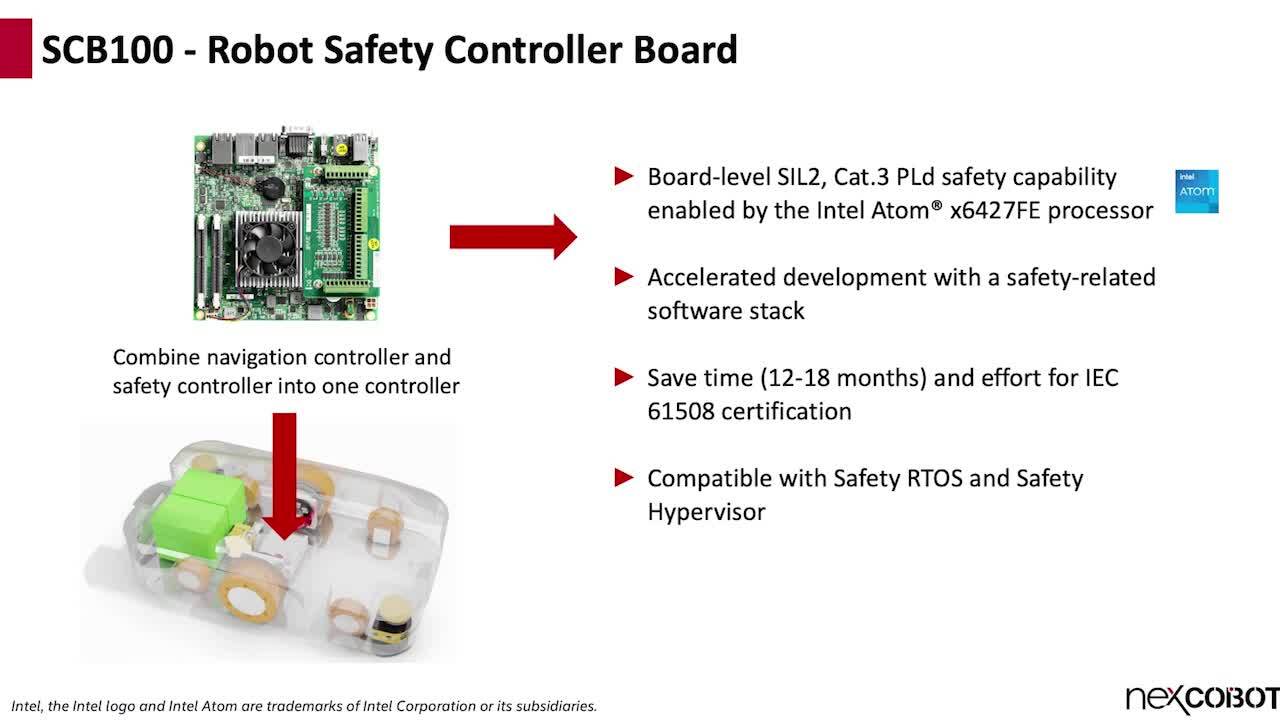 SCB100 - Robot Safety Controller Board
Combine navigation controller and
safety controller into one controller
► Board-level SIL2, Cat.3 PLd safety capability
enabled by the Intel Atom® x6427FE processor
intel
ATOM
► Accelerated development with a safety-related
software stack
► Save time (12-18 months) and effort for IEC
61508 certification
► Compatible with Safety RTOS and Safety
Hypervisor
Intel, the Intel logo and Intel Atom are trademarks of Intel Corporation or its subsidiaries.
nexCOBOT